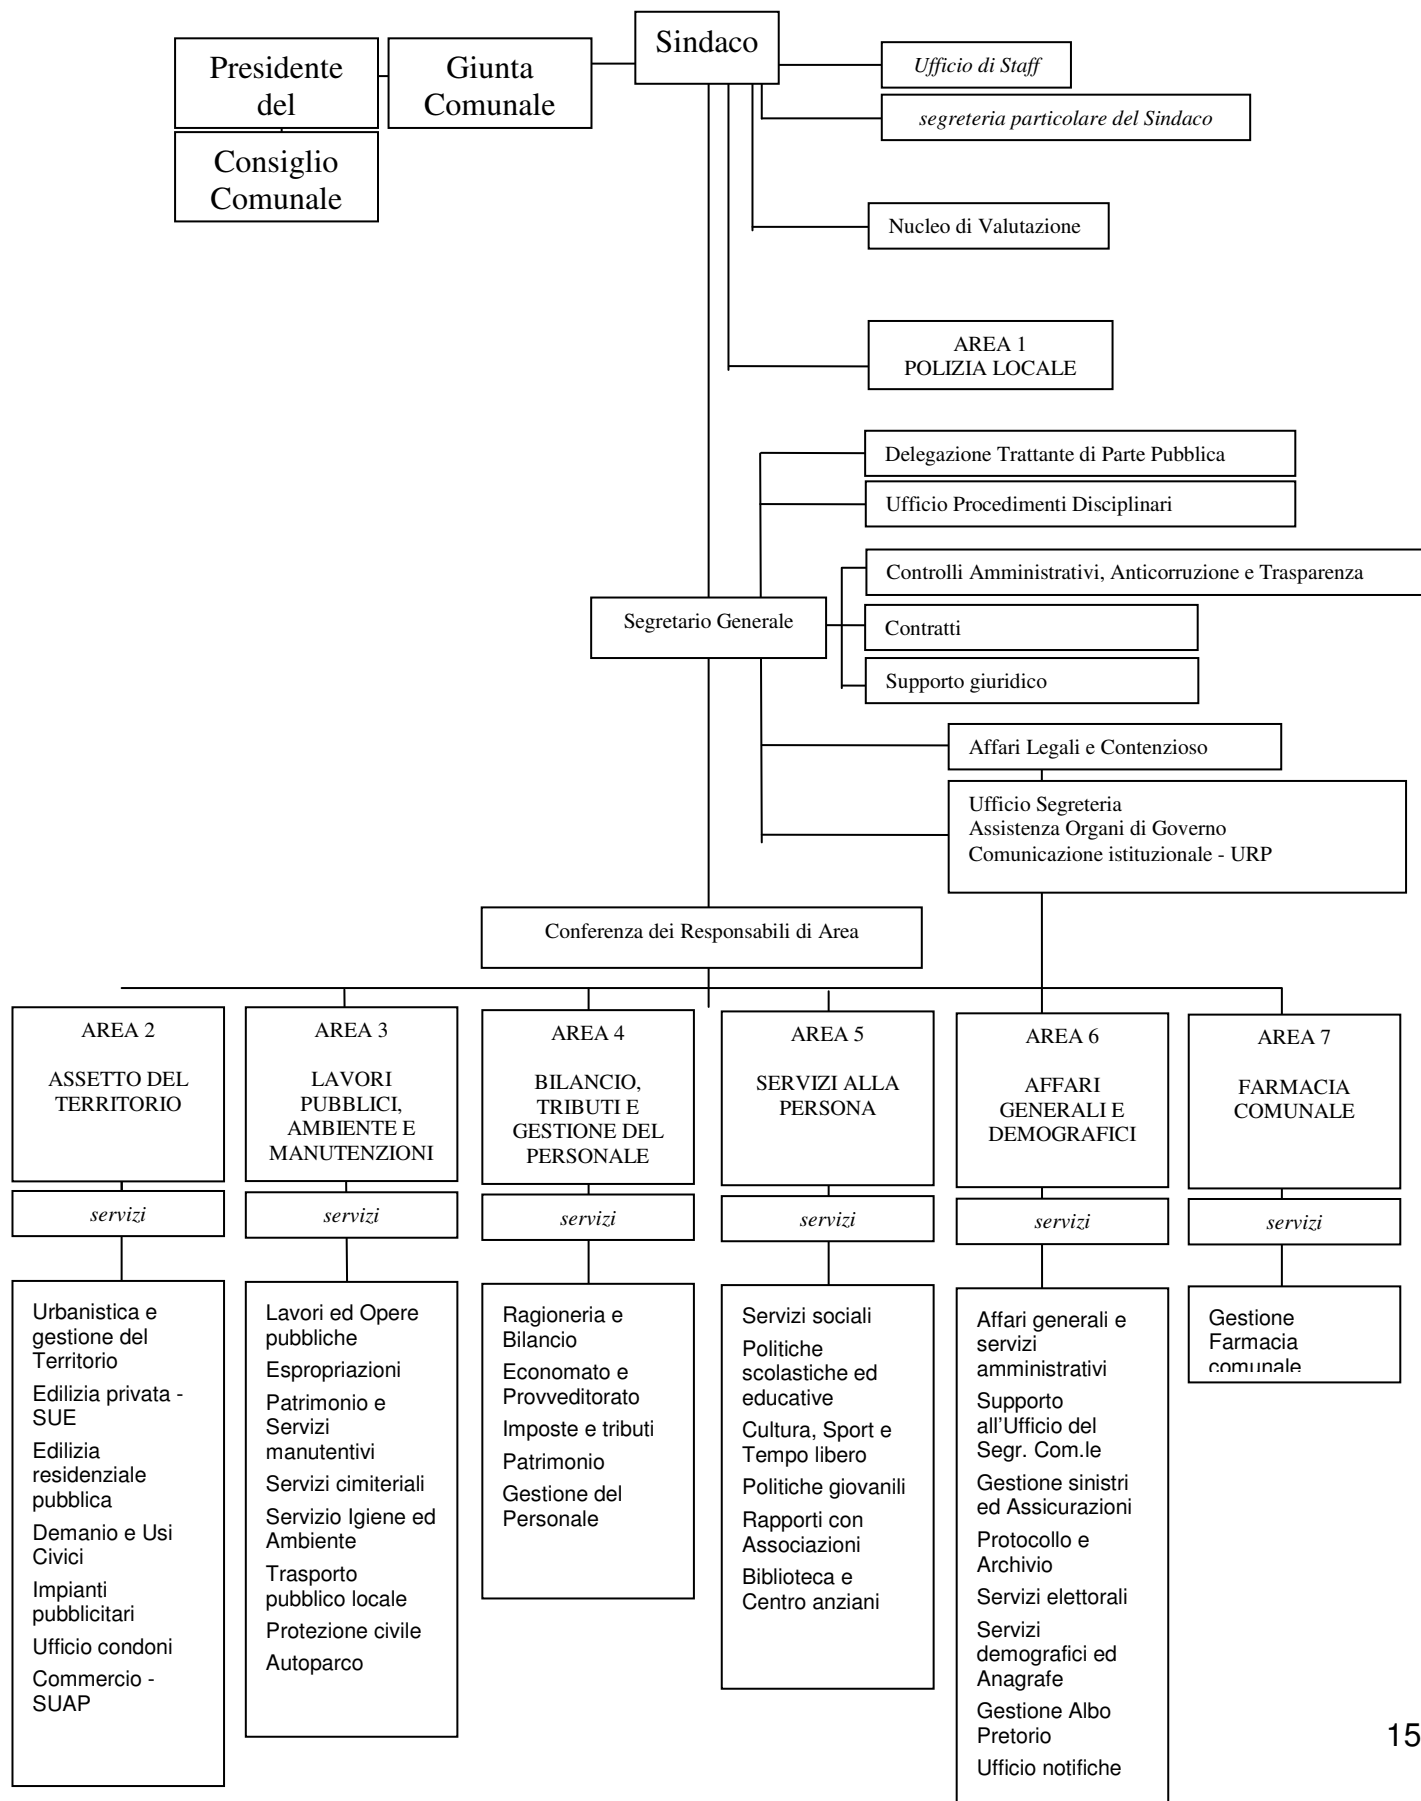 Sindaco
Presidente
del
Consiglio
Comunale
Giunta
Comunale
Ufficio di Staff
segreteria particolare del Sindaco
Nucleo di Valutazione
AREA 1
POLIZIA LOCALE
Delegazione Trattante di Parte Pubblica
Ufficio Procedimenti Disciplinari
Controlli Amministrativi, Anticorruzione e Trasparenza
Segretario Generale
Contratti
Supporto giuridico
Affari Legali e Contenzioso
Ufficio Segreteria
Assistenza Organi di Governo
Comunicazione istituzionale - URP
Conferenza dei Responsabili di Area
AREA 2
ASSETTO DEL
TERRITORIO
servizi
Urbanistica e
gestione del
Territorio
Edilizia privata -
SUE
Edilizia
residenziale
pubblica
Demanio e Usi
Civici
Impianti
pubblicitari
Ufficio condoni
Commercio -
SUAP
AREA 3
LAVORI
PUBBLICI,
AMBIENTE E
MANUTENZIONI
servizi
Lavori ed Opere
pubbliche
Espropriazioni
Patrimonio e
Servizi
manutentivi
Servizi cimiteriali
Servizio Igiene ed
Ambiente
Trasporto
pubblico locale
Protezione civile
Autoparco
AREA 4
BILANCIO,
TRIBUTI E
GESTIONE DEL
PERSONALE
servizi
Ragioneria e
Bilancio
Economato e
Provveditorato
Imposte e tributi
Patrimonio
Gestione del
Personale
AREA 5
SERVIZI ALLA
PERSONA
servizi
Servizi sociali
Politiche
scolastiche ed
educative
Cultura, Sport e
Tempo libero
Politiche giovanili
Rapporti con
Associazioni
Biblioteca e
Centro anziani
AREA 6
AFFARI
GENERALI E
DEMOGRAFICI
servizi
Affari generali e
servizi
amministrativi
Supporto
all'Ufficio del
Segr. Com.le
Gestione sinistri
ed Assicurazioni
Protocollo e
Archivio
Servizi elettorali
Servizi
demografici ed
Anagrafe
Gestione Albo
Pretorio
Ufficio notifiche
AREA 7
FARMACIA
COMUNALE
servizi
Gestione
Farmacia
comunale
15